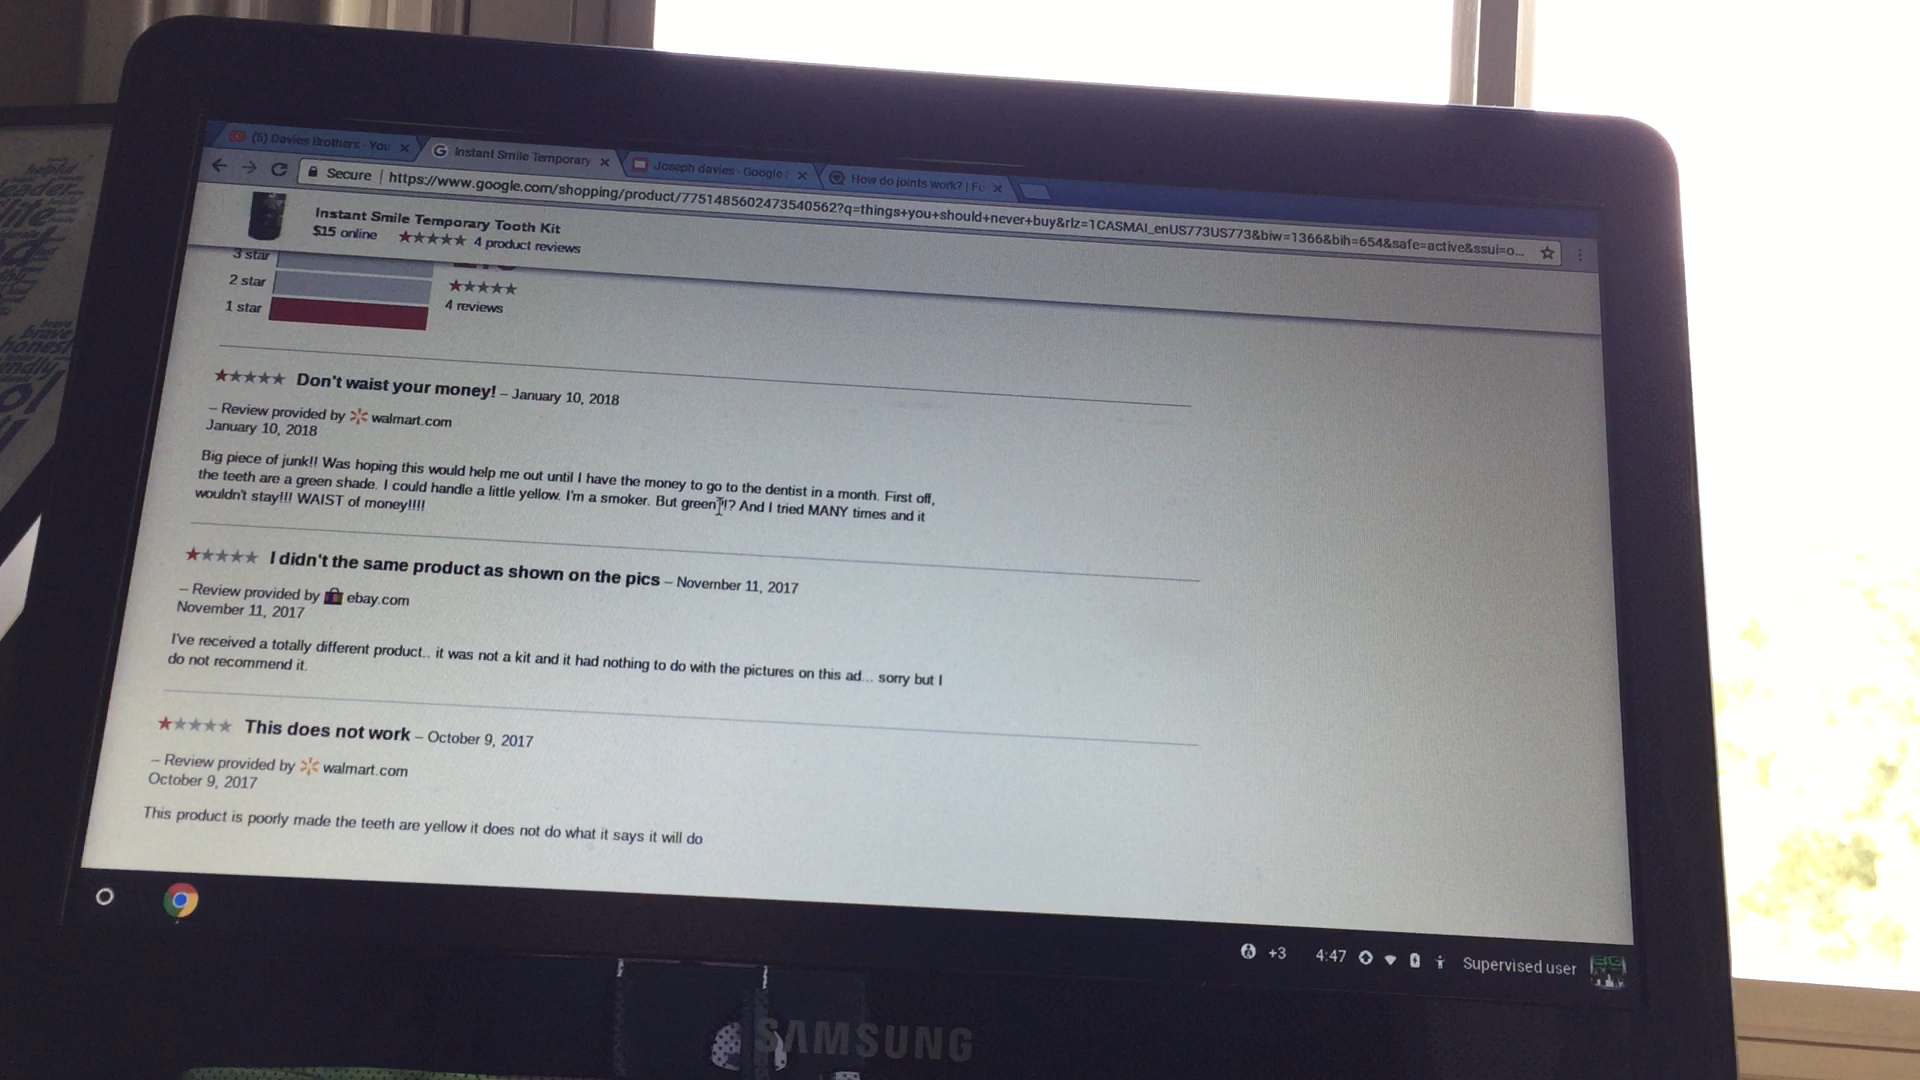 (5) Davies Brothers - You
Instant Smile Temporary
Joseph davies - Google
How do joints work? | Fu
Secure | https://www.google.com/shopping/product/7751485602473540562?q=things+you+should+never+buy&rlz=1CASMAI_enUS773US773&biw=1366&bih=654&safe=active&ssui=o...
Instant Smile Temporary Tooth Kit
$15 online ★★★★★ 4 product reviews
3 star
2 star
★★★★★
1 star
4 reviews
★★★★★ Don't waist your money! – January 10, 2018
– Review provided by walmart.com
January 10, 2018
Big piece of junk!! Was hoping this would help me out until I have the money to go to the dentist in a month. First off,
the teeth are a green shade. I could handle a little yellow. I'm a smoker. But green!!? And I tried MANY times and it
wouldn't stay!!! WAIST of money!!!!
★★★★★ I didn't the same product as shown on the pics – November 11, 2017
– Review provided by ebay.com
November 11, 2017
I've received a totally different product.. it was not a kit and it had nothing to do with the pictures on this ad... sorry but I
do not recommend it.
★★★★★ This does not work – October 9, 2017
– Review provided by walmart.com
October 9, 2017
This product is poorly made the teeth are yellow it does not do what it says it will do
+3 4:47 Supervised user
SAMSUNG
helpful
leader
life
brave
honest